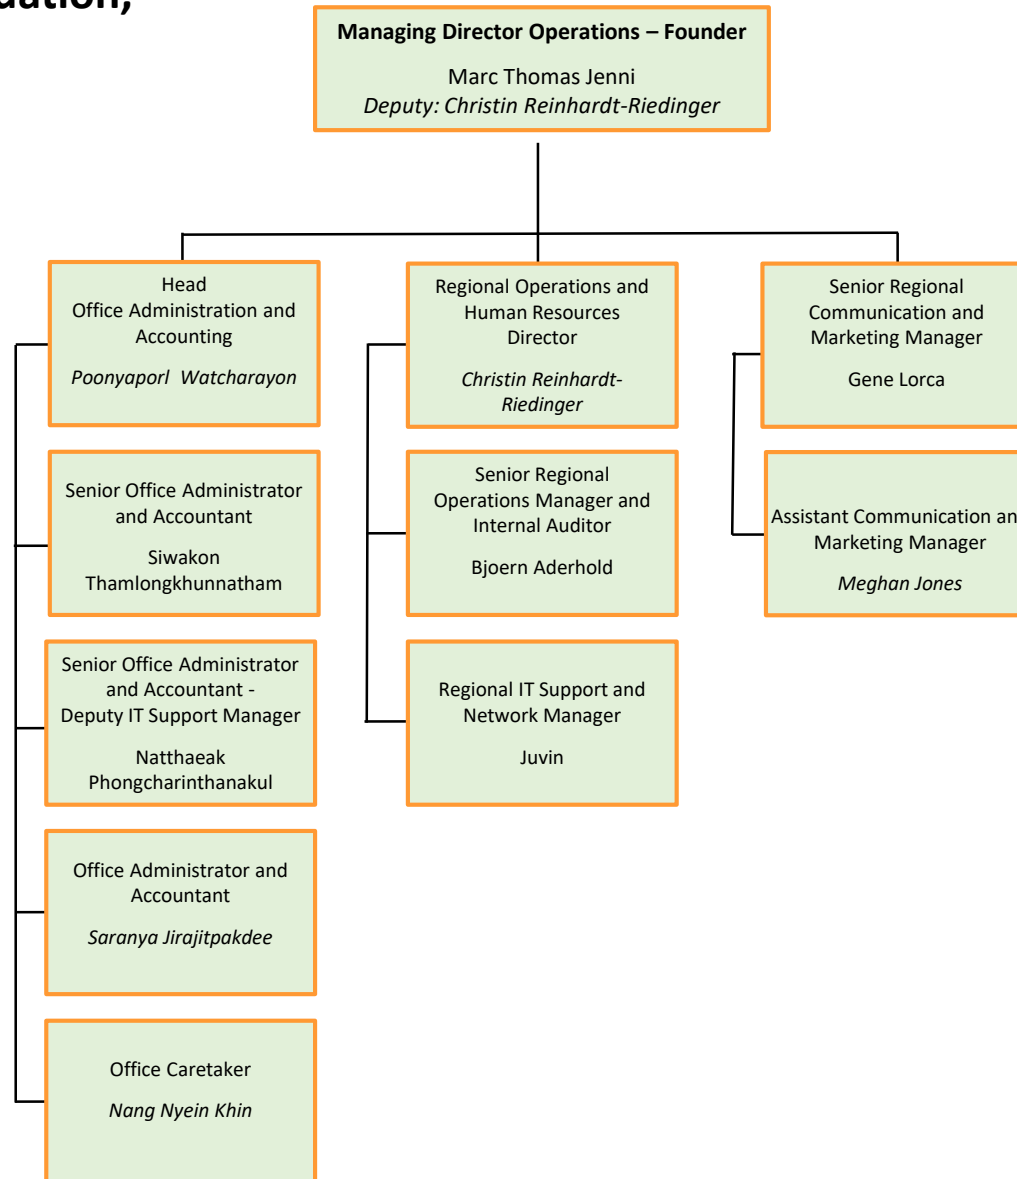 dation,
Managing Director Operations – Founder
Marc Thomas Jenni
Deputy: Christin Reinhardt-Riedinger
Head
Office Administration and
Accounting
Poonyaporl Watcharayon
Senior Office Administrator
and Accountant
Siwakon
Thamlongkhunnatham
Senior Office Administrator
and Accountant -
Deputy IT Support Manager
Natthaeak
Phongcharinthanakul
Office Administrator and
Accountant
Saranya Jirajitpakdee
Office Caretaker
Nang Nyein Khin
Regional Operations and
Human Resources
Director
Christin Reinhardt-
Riedinger
Senior Regional
Operations Manager and
Internal Auditor
Bjoern Aderhold
Regional IT Support and
Network Manager
Juvin
Senior Regional
Communication and
Marketing Manager
Gene Lorca
Assistant Communication an
Marketing Manager
Meghan Jones